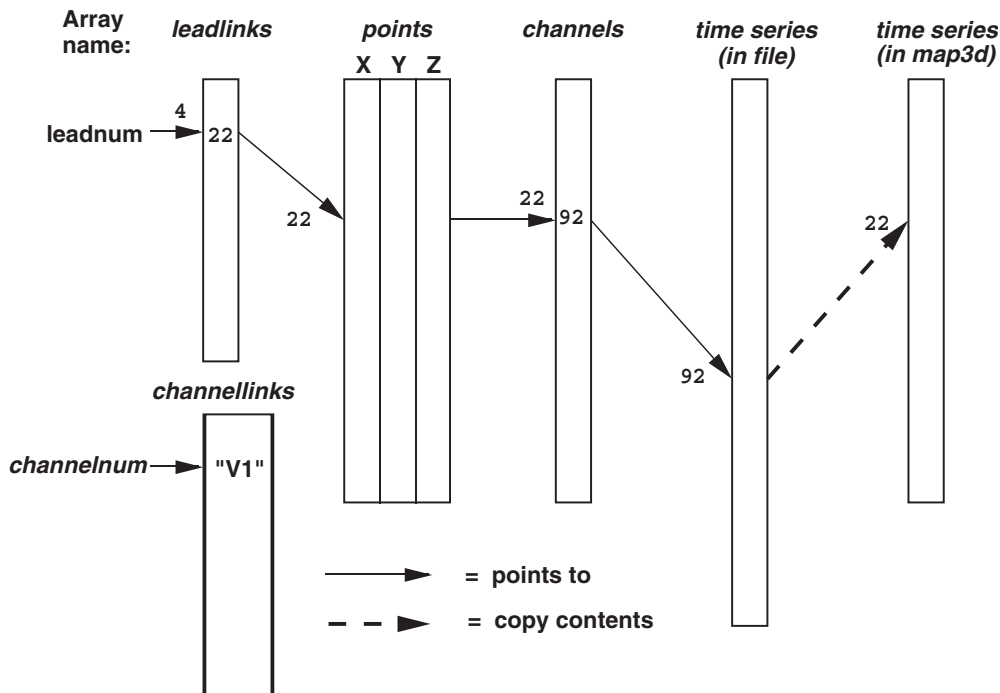 Array name:
leadlinks
points
channels
time series (in file)
time series (in map3d)
X Y Z
4
leadnum
22
22
22
92
22
92
channellinks
channelnum
"V1"
= points to
= copy contents